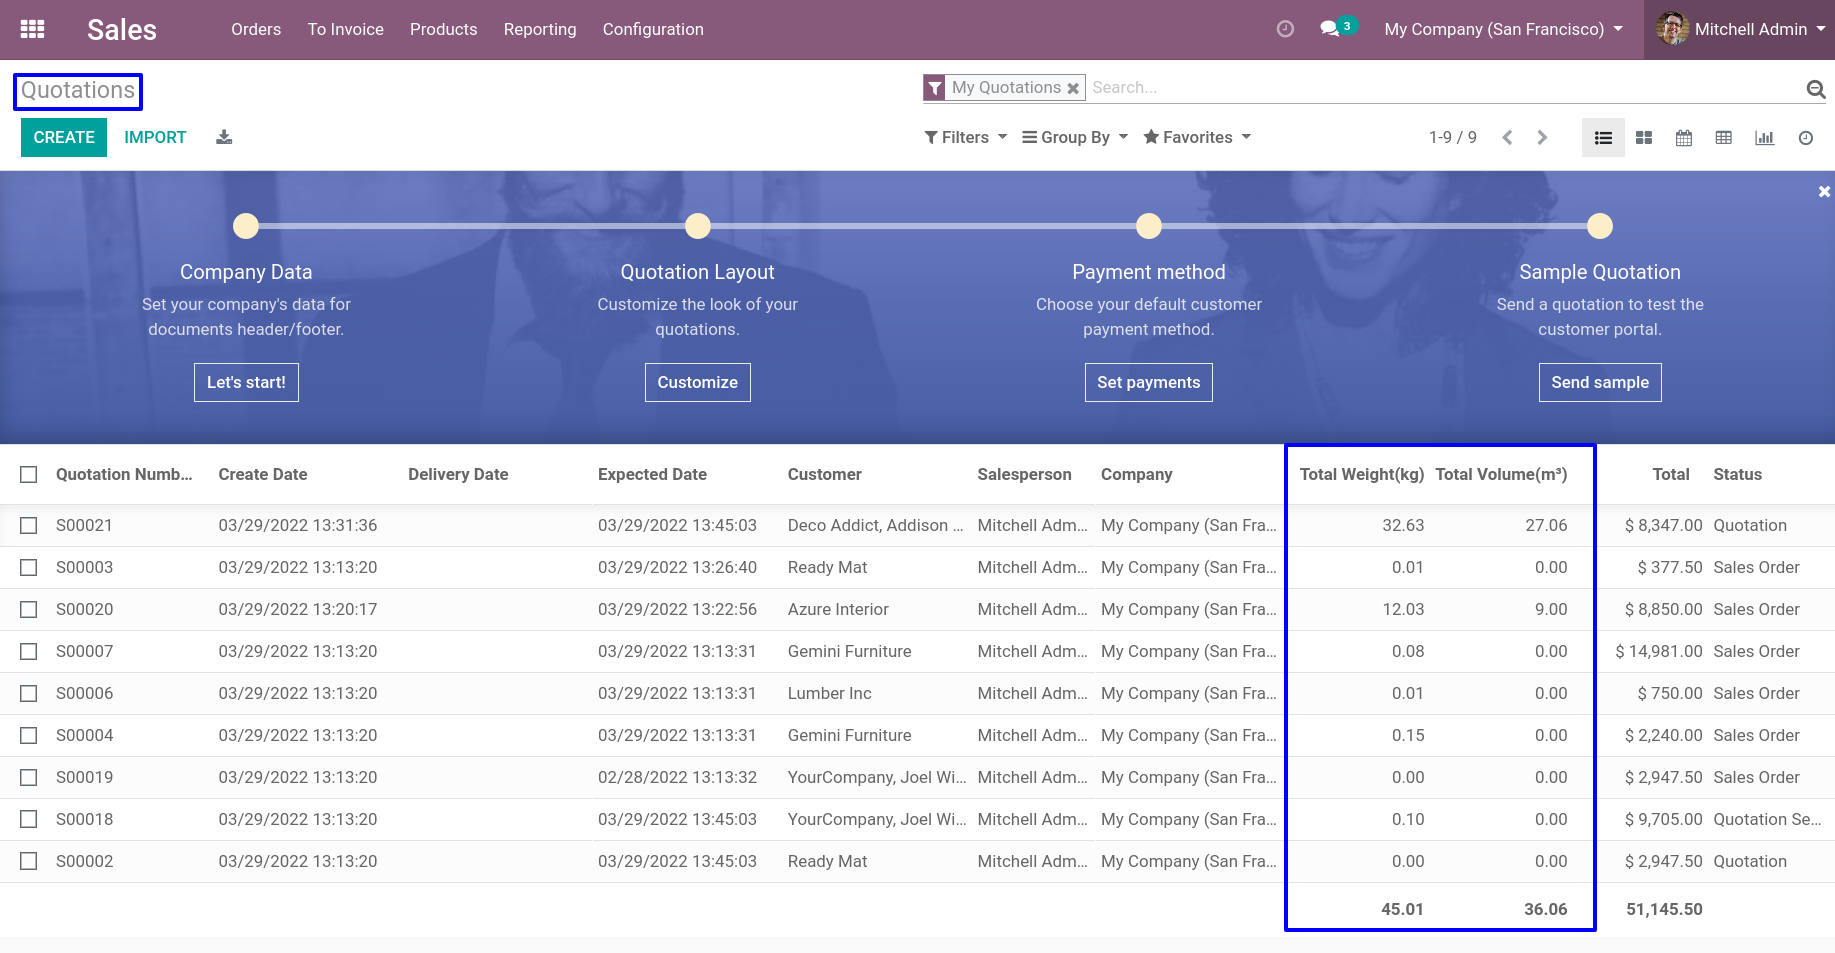 Sales Orders To Invoice Products Reporting Configuration 3 My Company (San Francisco) Mitchell Admin
Quotations My Quotations Search...
CREATE IMPORT Filters Group By Favorites 1-9 / 9
Company Data Quotation Layout Payment method Sample Quotation
Set your company's data for Customize the look of your Choose your default customer Send a quotation to test the
documents header/footer. quotations. payment method. customer portal.
Let's start! Customize Set payments Send sample
Quotation Numb... Create Date Delivery Date Expected Date Customer Salesperson Company Total Weight(kg) Total Volume(m³) Total Status
S00021 03/29/2022 13:31:36 03/29/2022 13:45:03 Deco Addict, Addison ... Mitchell Adm... My Company (San Fra... 32.63 27.06 $ 8,347.00 Quotation
S00003 03/29/2022 13:13:20 03/29/2022 13:26:40 Ready Mat Mitchell Adm... My Company (San Fra... 0.01 0.00 $ 377.50 Sales Order
S00020 03/29/2022 13:20:17 03/29/2022 13:22:56 Azure Interior Mitchell Adm... My Company (San Fra... 12.03 9.00 $ 8,850.00 Sales Order
S00007 03/29/2022 13:13:20 03/29/2022 13:13:31 Gemini Furniture Mitchell Adm... My Company (San Fra... 0.08 0.00 $ 14,981.00 Sales Order
S00006 03/29/2022 13:13:20 03/29/2022 13:13:31 Lumber Inc Mitchell Adm... My Company (San Fra... 0.01 0.00 $ 750.00 Sales Order
S00004 03/29/2022 13:13:20 03/29/2022 13:13:31 Gemini Furniture Mitchell Adm... My Company (San Fra... 0.15 0.00 $ 2,240.00 Sales Order
S00019 03/29/2022 13:13:20 02/28/2022 13:13:32 YourCompany, Joel Wi... Mitchell Adm... My Company (San Fra... 0.00 0.00 $ 2,947.50 Sales Order
S00018 03/29/2022 13:13:20 03/29/2022 13:45:03 YourCompany, Joel Wi... Mitchell Adm... My Company (San Fra... 0.10 0.00 $ 9,705.00 Quotation Se...
S00002 03/29/2022 13:13:20 03/29/2022 13:45:03 Ready Mat Mitchell Adm... My Company (San Fra... 0.00 0.00 $ 2,947.50 Quotation
45.01 36.06 51,145.50